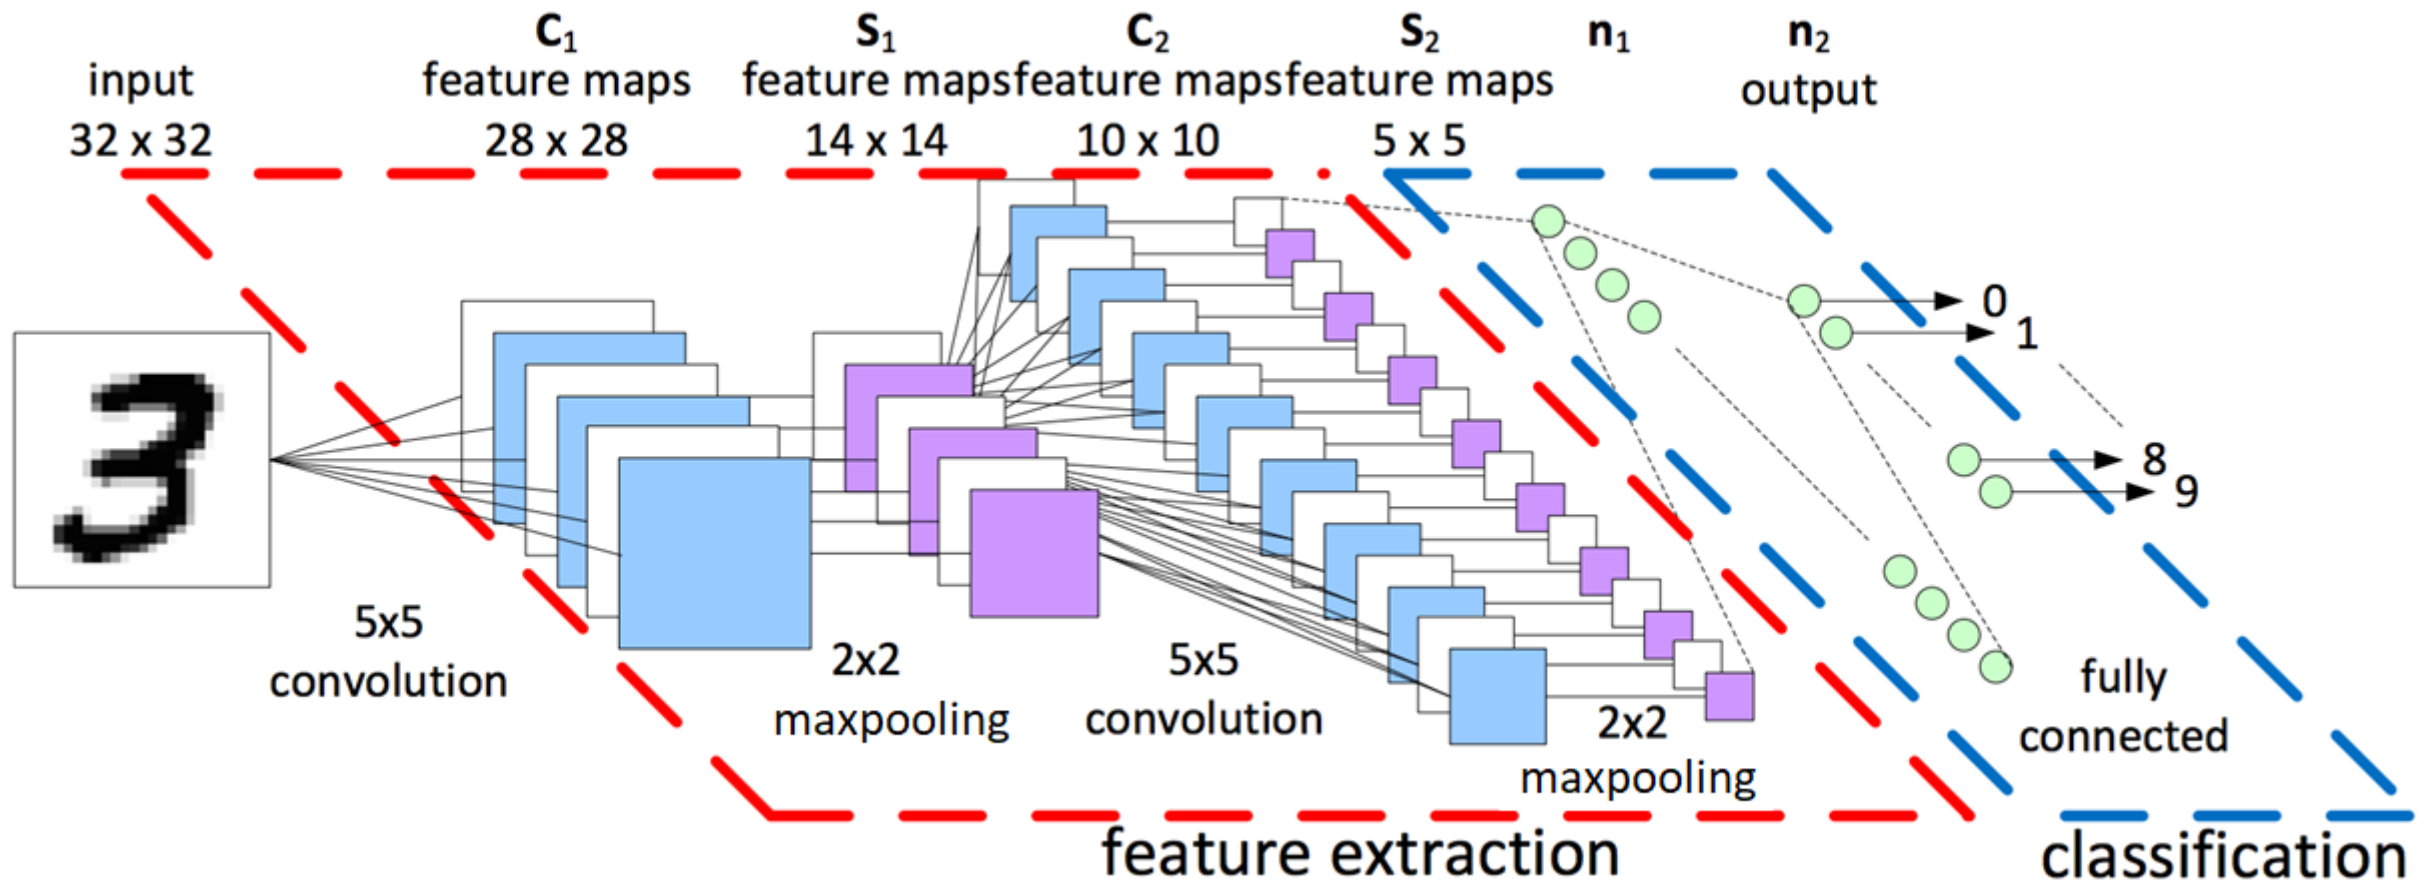 input
32 x 32
C₁
feature maps
28 x 28
S₁
feature maps
14 x 14
C₂
feature maps
10 x 10
S₂
feature maps
5 x 5
n₁
n₂
output
0
1
8
9
3
5x5
convolution
2x2
maxpooling
5x5
convolution
2x2
maxpooling
fully
connected
feature extraction
classification